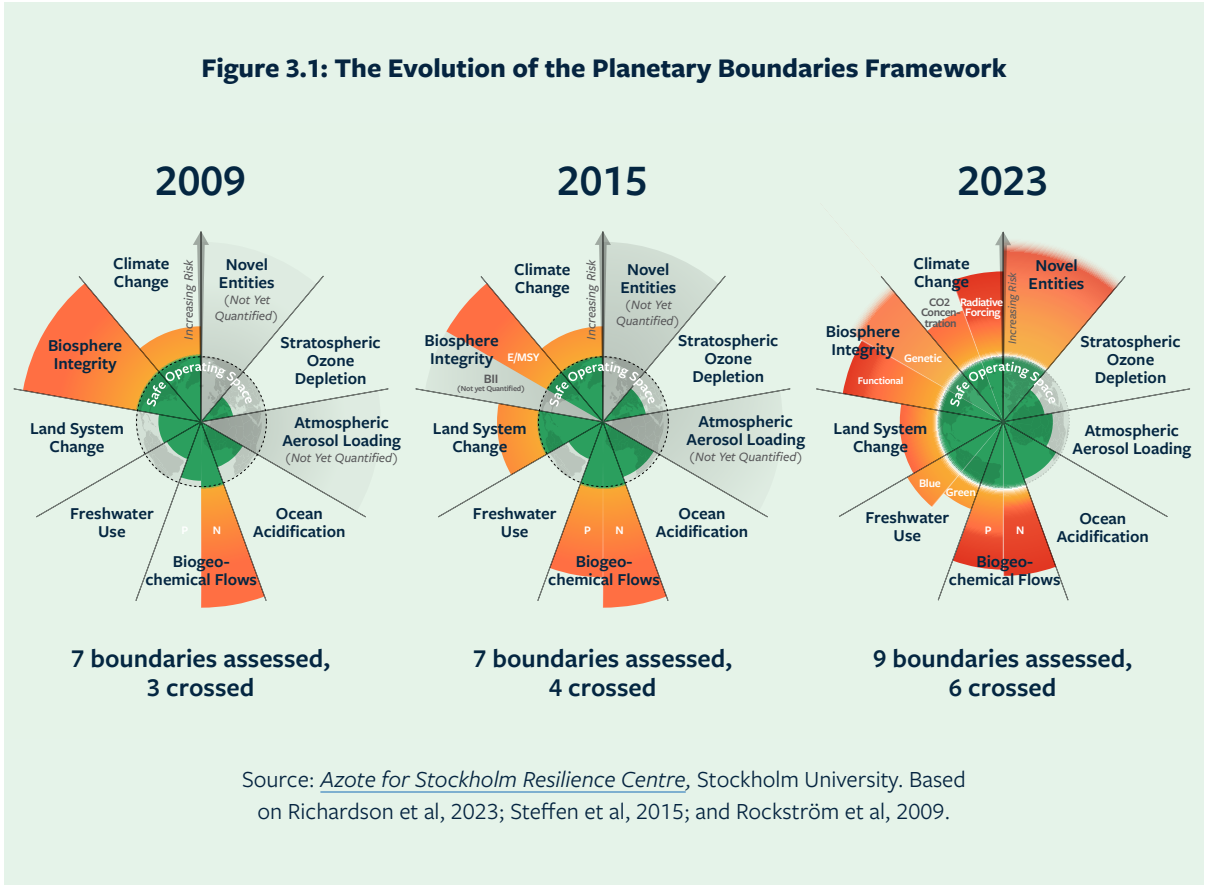 Figure 3.1: The Evolution of the Planetary Boundaries Framework
2009
Climate
Change
Increasing Risk
Novel
Entities
(Not Yet
Quantified)
Biosphere
Integrity
Stratospheric
Ozone
Depletion
Safe Operating Space
Land System
Change
Atmospheric
Aerosol Loading
(Not Yet Quantified)
Freshwater
Use
P
N
Ocean
Acidification
Biogeo-
chemical Flows
7 boundaries assessed,
3 crossed
2015
Climate
Change
Increasing Risk
Novel
Entities
(Not Yet
Quantified)
Biosphere
Integrity
E/MSY
BII
(Not yet Quantified)
Stratospheric
Ozone
Depletion
Safe Operating Space
Land System
Change
Atmospheric
Aerosol Loading
(Not Yet Quantified)
Freshwater
Use
P
N
Ocean
Acidification
Biogeo-
chemical Flows
7 boundaries assessed,
4 crossed
2023
Climate
Change
CO2
Concen-
tration
Radiative
Forcing
Increasing Risk
Novel
Entities
Biosphere
Integrity
Genetic
Functional
Stratospheric
Ozone
Depletion
Safe Operating Space
Land System
Change
Atmospheric
Aerosol Loading
Blue
Green
Freshwater
Use
P
N
Ocean
Acidification
Biogeo-
chemical Flows
9 boundaries assessed,
6 crossed
Source: Azote for Stockholm Resilience Centre, Stockholm University. Based
on Richardson et al, 2023; Steffen et al, 2015; and Rockström et al, 2009.